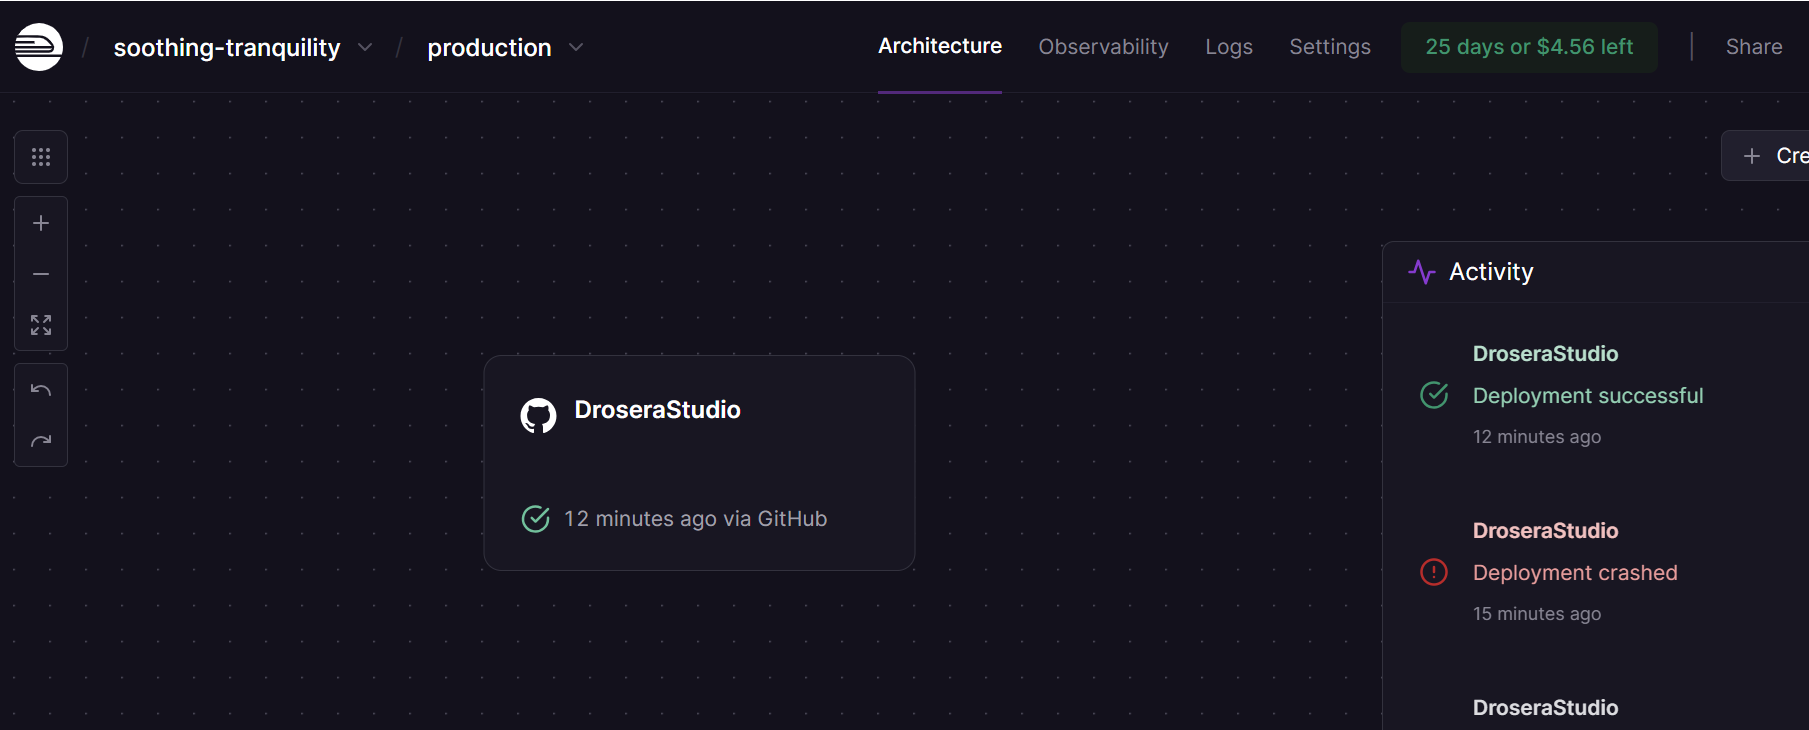 / soothing-tranquility / production
Architecture Observability Logs Settings 25 days or $4.56 left | Share
+ Cre
Activity
DroseraStudio
Deployment successful
12 minutes ago
DroseraStudio
12 minutes ago via GitHub
DroseraStudio
Deployment crashed
15 minutes ago
DroseraStudio